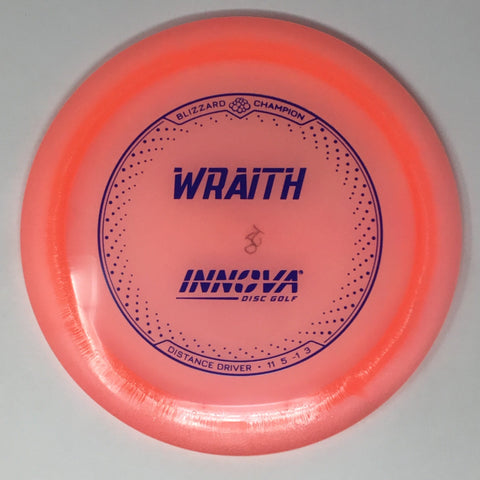 BLIZZARD CHAMPION
WRAITH
INNOVA®
DISC GOLF
DISTANCE DRIVER • 11 5 -1 3